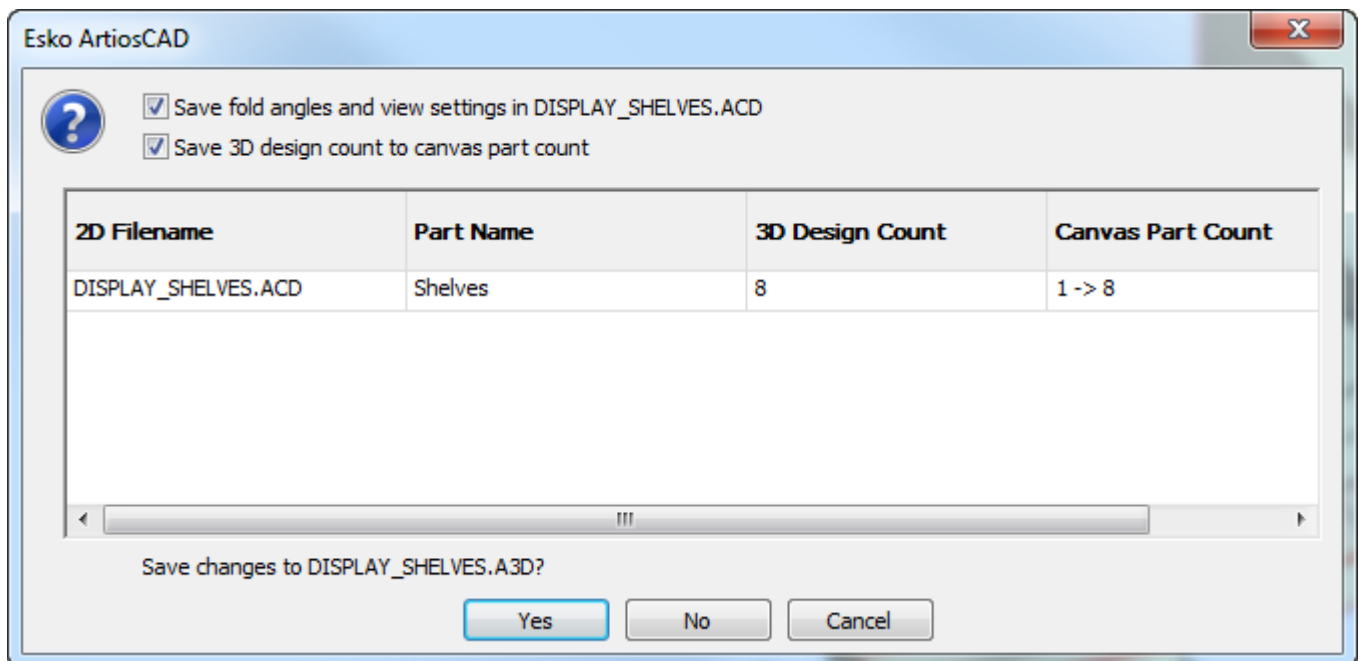 Esko ArtiosCAD
Save fold angles and view settings in DISPLAY_SHELVES.ACD
Save 3D design count to canvas part count
2D Filename Part Name 3D Design Count Canvas Part Count
DISPLAY_SHELVES.ACD Shelves 8 1 -> 8
Save changes to DISPLAY_SHELVES.A3D?
Yes No Cancel